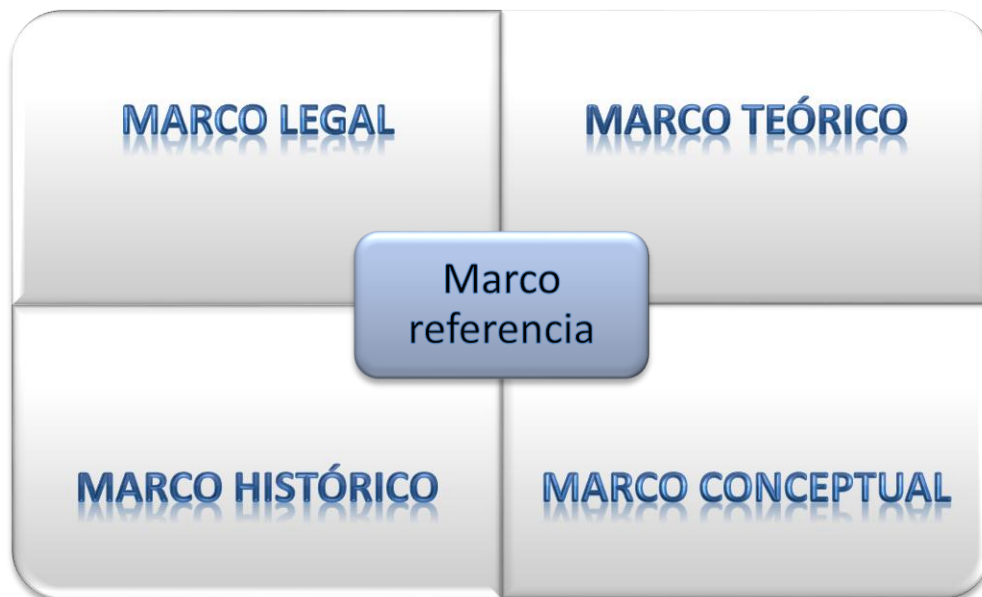 MARCO LEGAL
MARCO TEÓRICO
Marco
referencia
MARCO HISTÓRICO
MARCO CONCEPTUAL